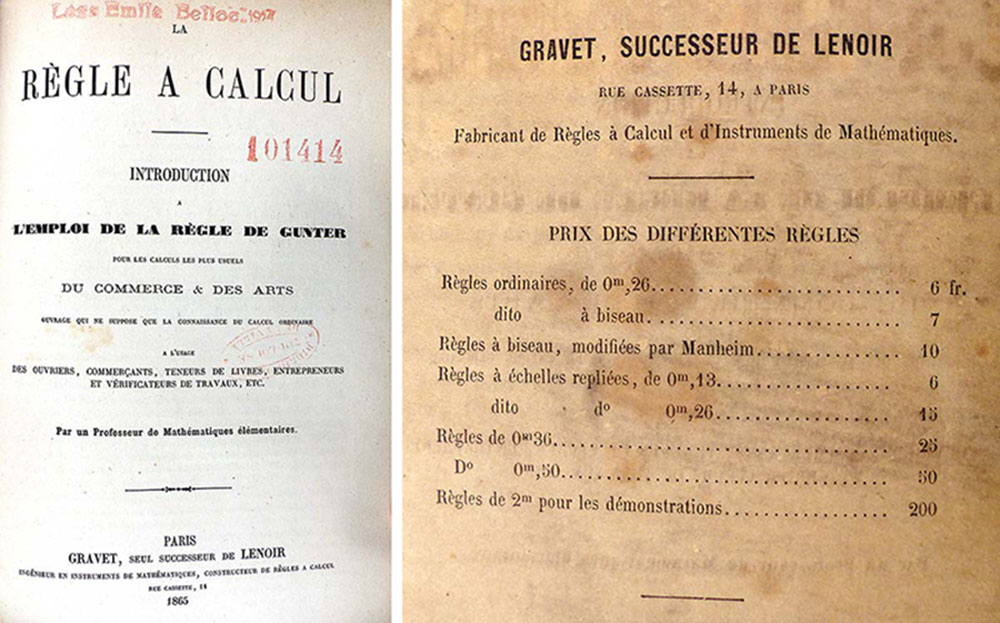 Legs Emile Belloc. 1917
LA
RÈGLE A CALCUL
101414
INTRODUCTION
A
L'EMPLOI DE LA RÈGLE DE GUNTER
POUR LES CALCULS LES PLUS USUELS
DU COMMERCE & DES ARTS
OUVRAGE QUI NE SUPPOSE QUE LA CONNAISSANCE DU CALCUL ORDINAIRE
A L'USAGE
DES OUVRIERS, COMMERÇANTS, TENEURS DE LIVRES, ENTREPRENEURS
ET VÉRIFICATEURS DE TRAVAUX, ETC.
Par un Professeur de Mathématiques élémentaires.
PARIS
GRAVET, SEUL SUCCESSEUR DE LENOIR
INGÉNIEUR EN INSTRUMENTS DE MATHÉMATIQUES, CONSTRUCTEUR DE RÈGLES A CALCUL
RUE CASSETTE, 14
1865
GRAVET, SUCCESSEUR DE LENOIR
RUE CASSETTE, 14, A PARIS
Fabricant de Règles à Calcul et d'Instruments de Mathématiques.
PRIX DES DIFFÉRENTES RÈGLES
Règles ordinaires, de 0m,26 6 fr.
dito à biseau 7
Règles à biseau, modifiées par Manheim 10
Règles à échelles repliées, de 0m,13 6
dito do 0m,26 15
Règles de 0m36 25
Do 0m,50 50
Règles de 2m pour les démonstrations 200